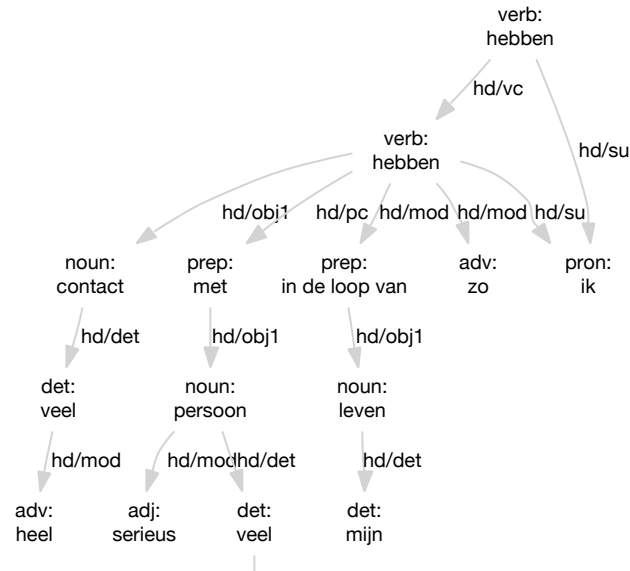 verb:
hebben
hd/vc
verb:
hebben
hd/su
hd/obj1 hd/pc hd/mod hd/mod hd/su
noun: prep: prep: adv: pron:
contact met in de loop van zo ik
hd/det hd/obj1 hd/obj1
det: noun: noun:
veel persoon leven
hd/mod hd/mod hd/det hd/det
adv: adj: det: det:
heel serieus veel mijn